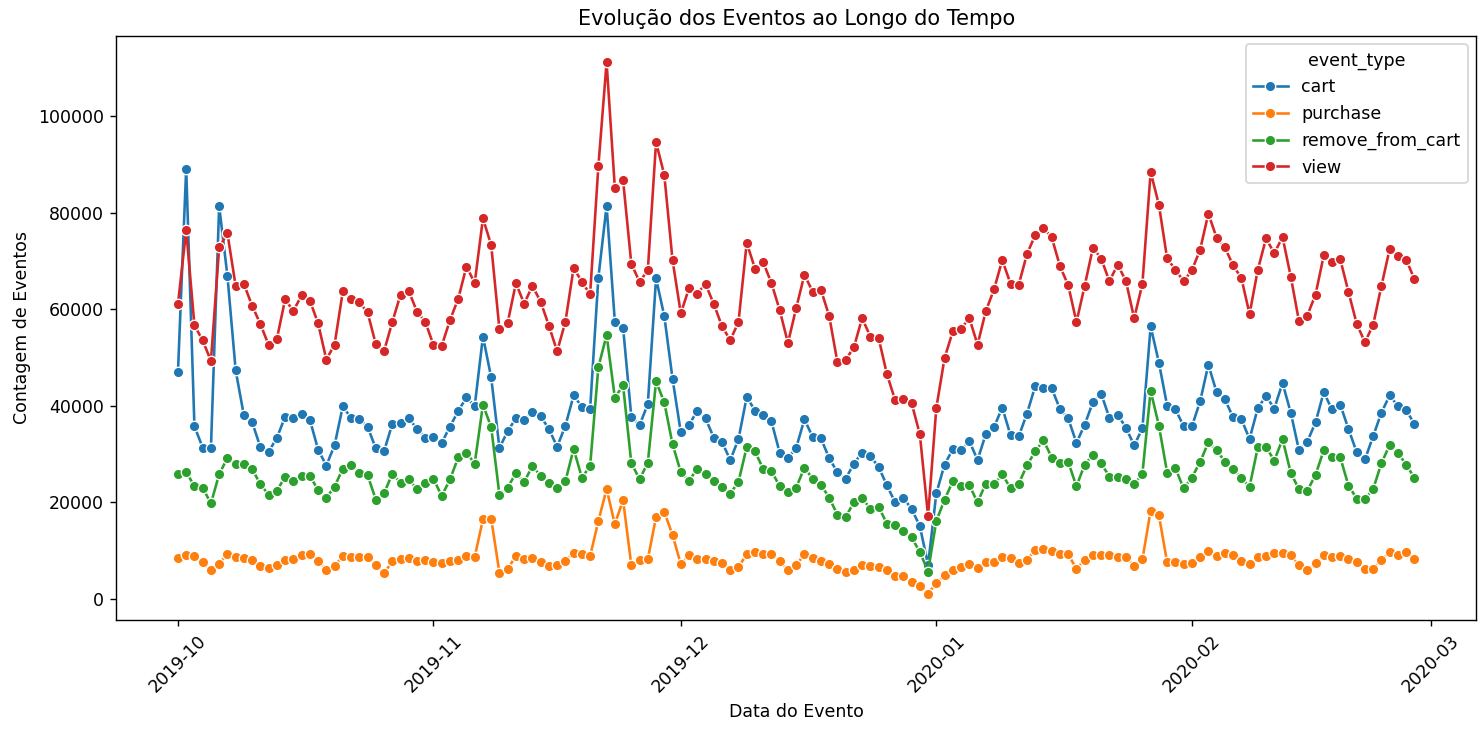 Evolução dos Eventos ao Longo do Tempo
event_type
cart
purchase
remove_from_cart
view
Contagem de Eventos
100000
80000
60000
40000
20000
0
2019-10
2019-11
2019-12
2020-01
2020-02
2020-03
Data do Evento